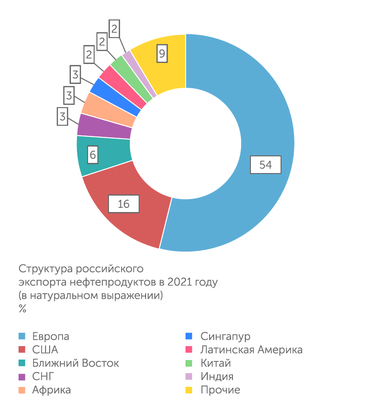 2
2
2
3
3
3
9
6
54
16
Структура российского
экспорта нефтепродуктов в 2021 году
(в натуральном выражении)
%
Европа
США
Ближний Восток
СНГ
Африка
Сингапур
Латинская Америка
Китай
Индия
Прочие